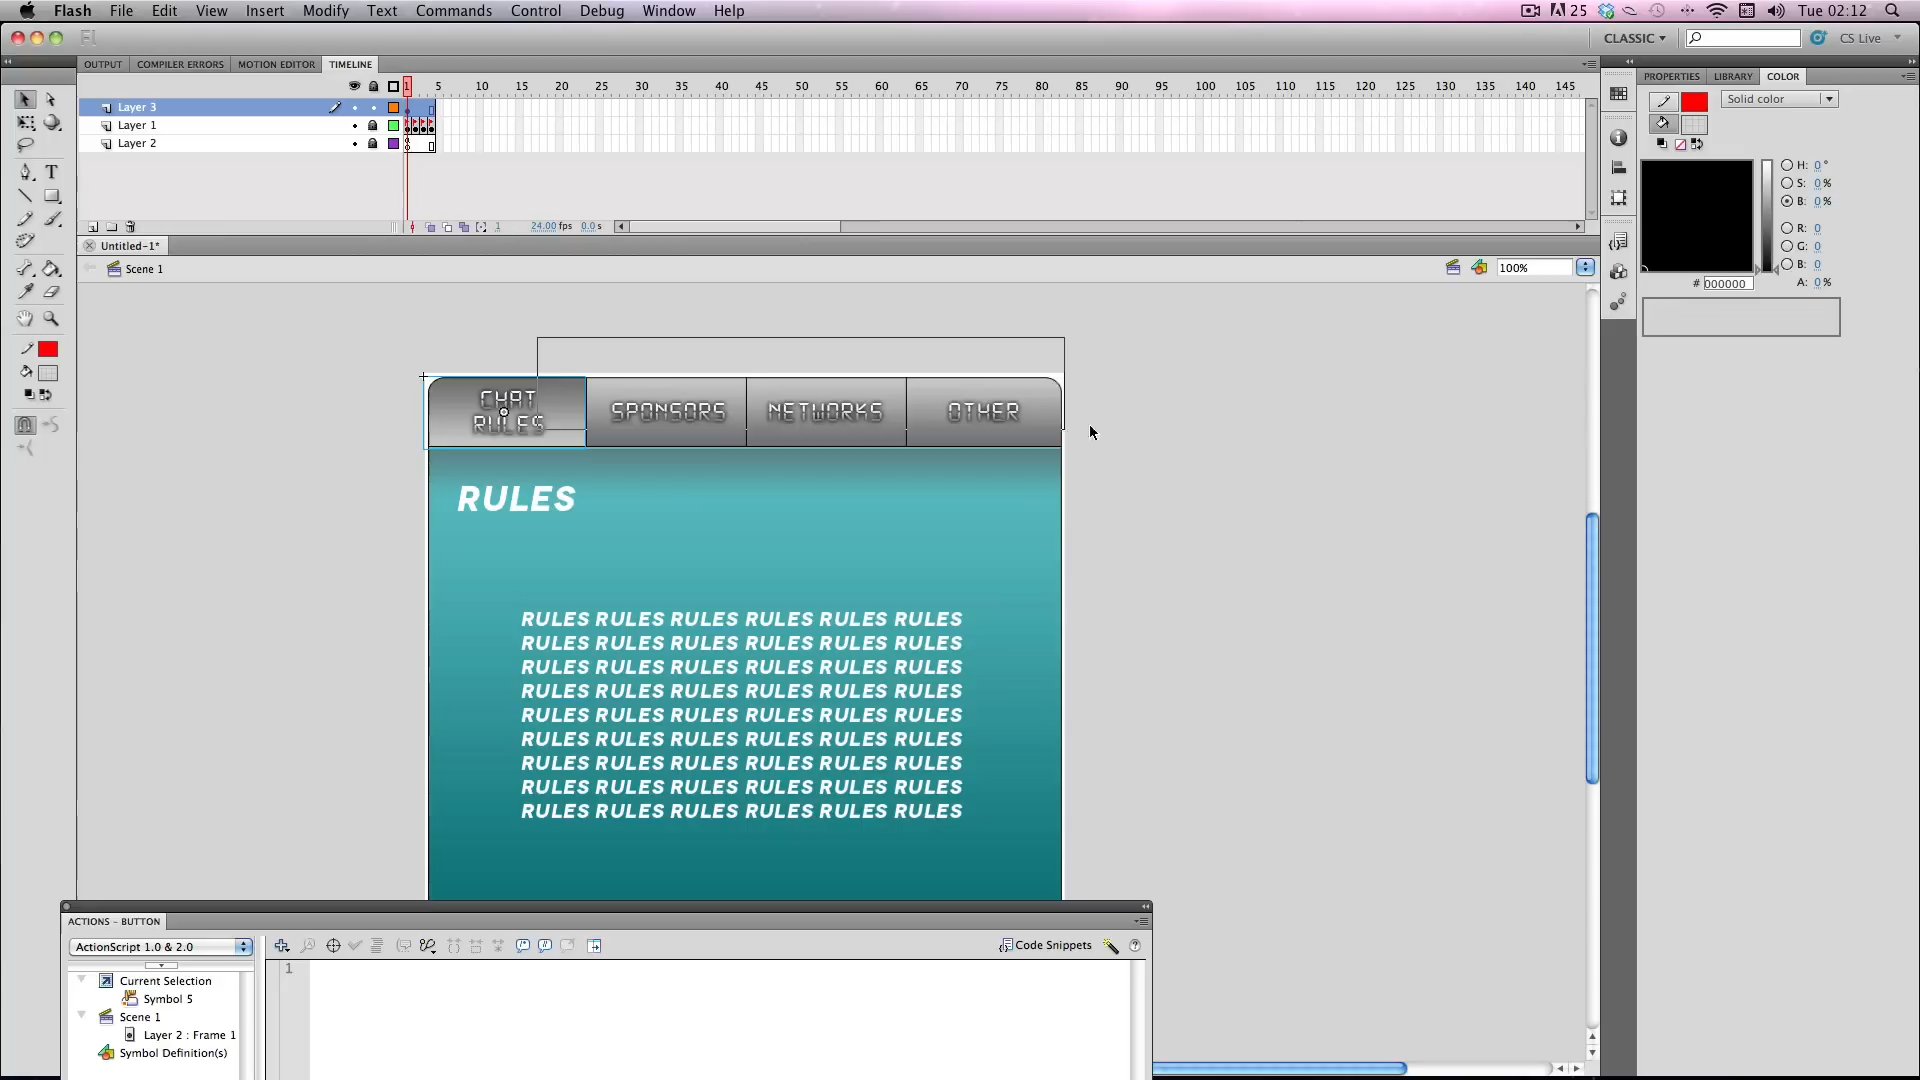 Flash File Edit View Insert Modify Text Commands Control Debug Window Help 25 Tue 02:12
Fl CLASSIC CS Live
OUTPUT COMPILER ERRORS MOTION EDITOR TIMELINE PROPERTIES LIBRARY COLOR
1 5 10 15 20 25 30 35 40 45 50 55 60 65 70 75 80 85 90 95 100 105 110 115 120 125 130 135 140 145
Solid color
Layer 3
Layer 1
Layer 2
H: 0 °
S: 0 %
B: 0 %
R: 0
G: 0
B: 0
A: 0 %
# 000000
1 24.00 fps 0.0 s
Untitled-1*
Scene 1 100%
CHAT
RULES
SPONSORS NETWORKS OTHER
RULES
RULES RULES RULES RULES RULES RULES
RULES RULES RULES RULES RULES RULES
RULES RULES RULES RULES RULES RULES
RULES RULES RULES RULES RULES RULES
RULES RULES RULES RULES RULES RULES
RULES RULES RULES RULES RULES RULES
RULES RULES RULES RULES RULES RULES
RULES RULES RULES RULES RULES RULES
RULES RULES RULES RULES RULES RULES
ACTIONS - BUTTON
ActionScript 1.0 & 2.0 Code Snippets
1
Current Selection
Symbol 5
Scene 1
Layer 2 : Frame 1
Symbol Definition(s)